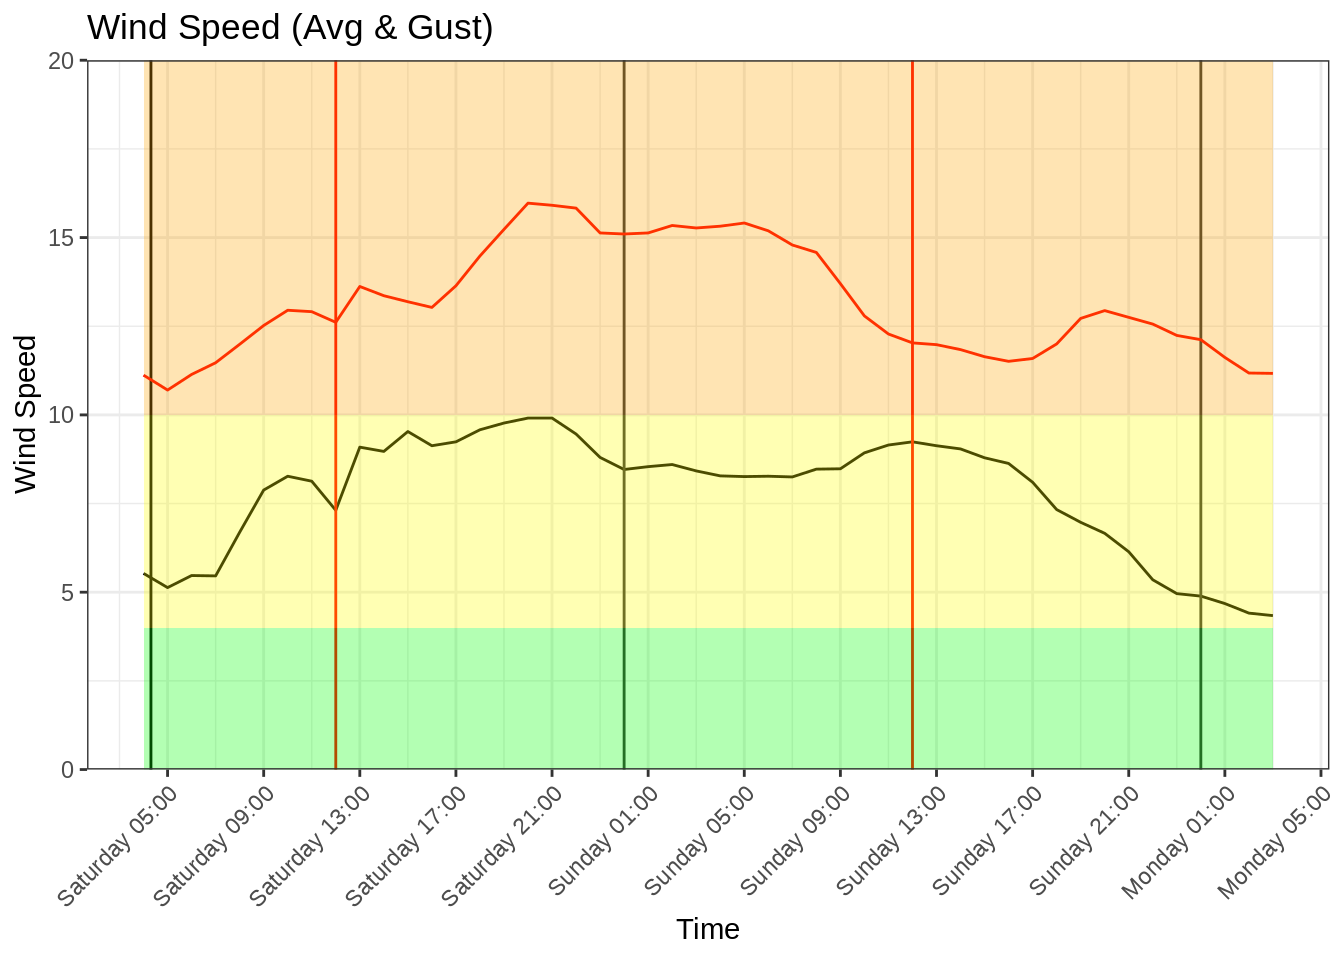 Wind Speed (Avg & Gust)
20
15
10
5
0
Wind Speed
Saturday 05:00
Saturday 09:00
Saturday 13:00
Saturday 17:00
Saturday 21:00
Sunday 01:00
Sunday 05:00
Sunday 09:00
Sunday 13:00
Sunday 17:00
Sunday 21:00
Monday 01:00
Monday 05:00
Time